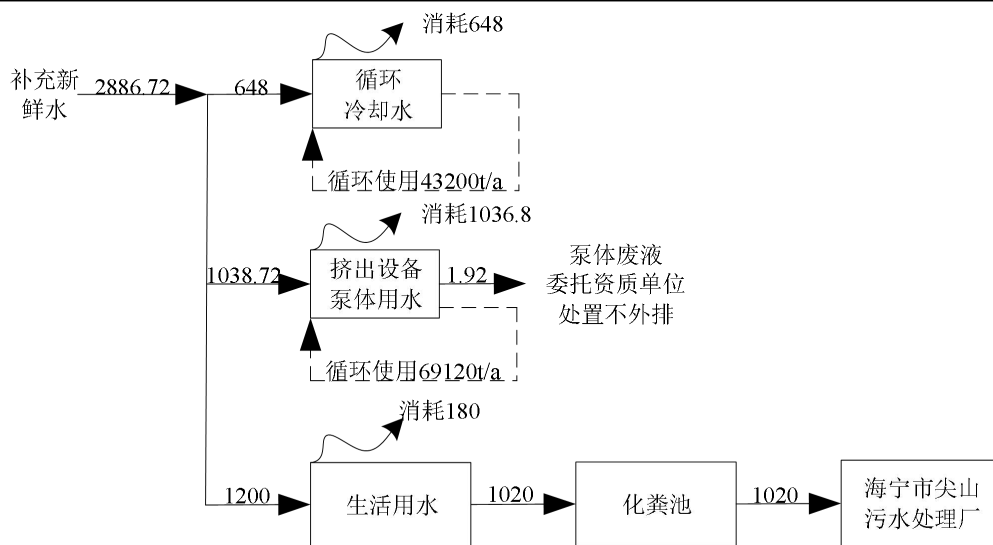 消耗648
补充新
鲜水
2886.72
648
循环
冷却水
循环使用43200t/a
消耗1036.8
1038.72
挤出设备
泵体用水
1.92
泵体废液
委托资质单位
处置不外排
循环使用69120t/a
消耗180
1200
生活用水
1020
化粪池
1020
海宁市尖山
污水处理厂